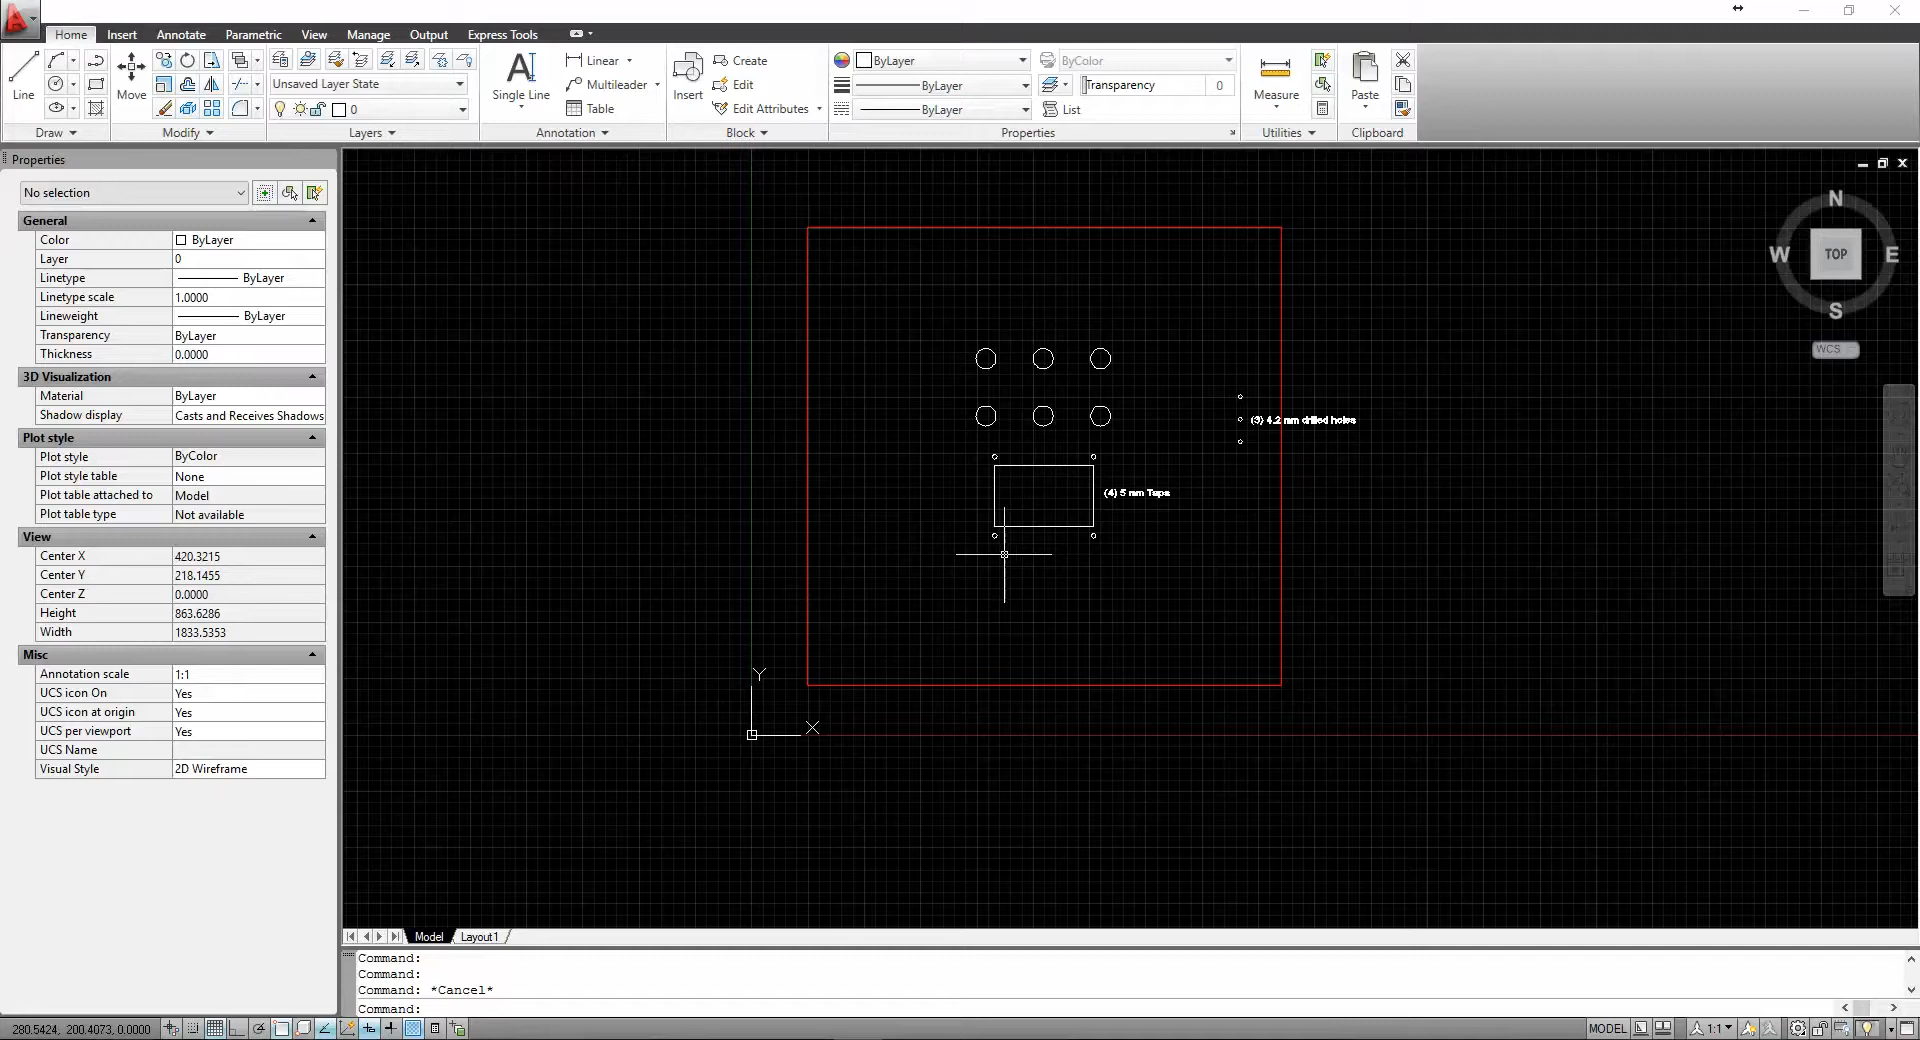 Home Insert Annotate Parametric View Manage Output Express Tools
Unsaved Layer State
0
Line
Move
Draw
Modify
Layers
Single Line
Linear
Multileader
Table
Annotation
Insert
Create
Edit
Edit Attributes
Block
ByLayer
ByLayer
ByLayer
ByColor
Transparency 0
List
Properties
Measure
Utilities
Paste
Clipboard
Properties
No selection
General
Color ByLayer
Layer 0
Linetype ByLayer
Linetype scale 1.0000
Lineweight ByLayer
Transparency ByLayer
Thickness 0.0000
3D Visualization
Material ByLayer
Shadow display Casts and Receives Shadows
Plot style
Plot style ByColor
Plot style table None
Plot table attached to Model
Plot table type Not available
View
Center X 420.3215
Center Y 218.1455
Center Z 0.0000
Height 863.6286
Width 1833.5353
Misc
Annotation scale 1:1
UCS icon On Yes
UCS icon at origin Yes
UCS per viewport Yes
UCS Name
Visual Style 2D Wireframe
N
W TOP E
S
WCS
(3) 4.2 mm drilled holes
(4) 5 mm Taps
Y
X
Model Layout1
Command:
Command:
Command: *Cancel*
Command:
280.5424, 200.4073, 0.0000
MODEL
1:1